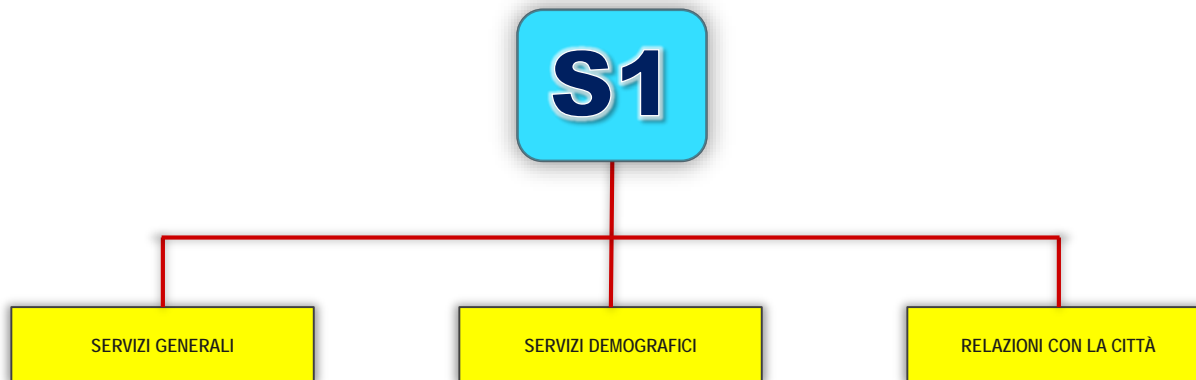 S1
SERVIZI GENERALI
SERVIZI DEMOGRAFICI
RELAZIONI CON LA CITTÀ